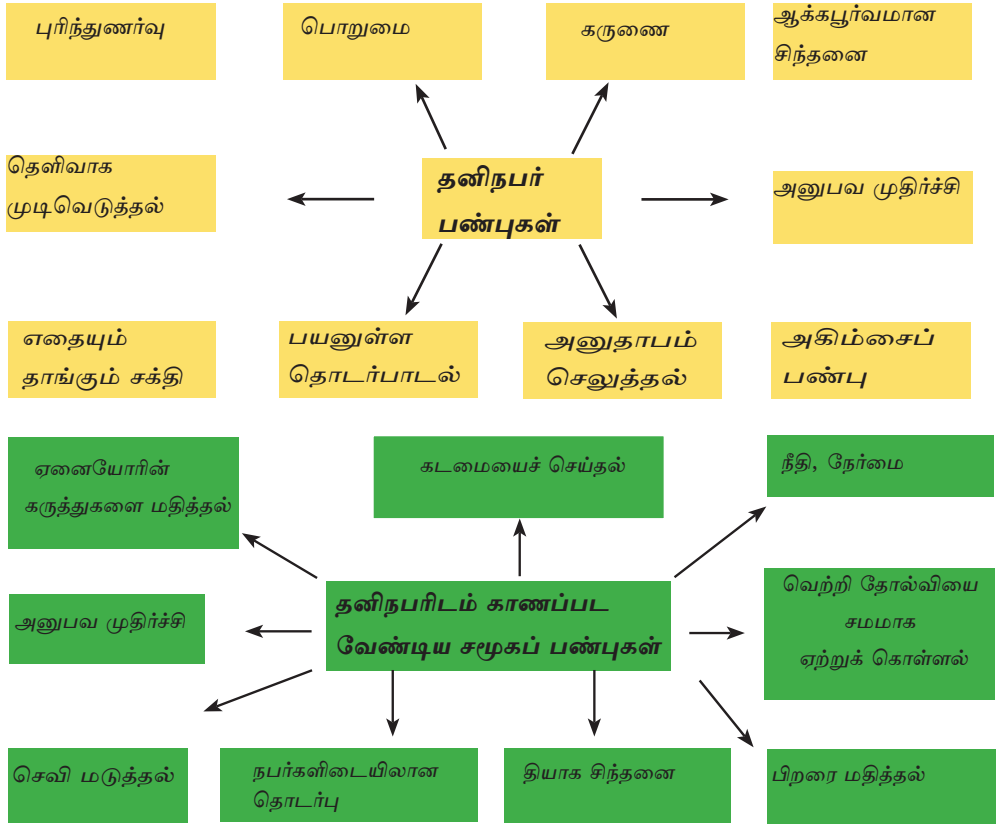 புரிந்துணர்வு
பொறுமை
கருணை
ஆக்கபூர்வமான
சிந்தனை
தெளிவாக
முடிவெடுத்தல்
தனிநபர்
பண்புகள்
அனுபவ முதிர்ச்சி
எதையும்
தாங்கும் சக்தி
பயனுள்ள
தொடர்பாடல்
அனுதாபம்
செலுத்தல்
அகிம்சைப்
பண்பு
ஏனையோரின்
கருத்துகளை மதித்தல்
கடமையைச் செய்தல்
நீதி, நேர்மை
அனுபவ முதிர்ச்சி
தனிநபரிடம் காணப்பட
வேண்டிய சமூகப் பண்புகள்
வெற்றி தோல்வியை
சமமாக
ஏற்றுக் கொள்ளல்
செவி மடுத்தல்
நபர்களிடையிலான
தொடர்பு
தியாக சிந்தனை
பிறரை மதித்தல்